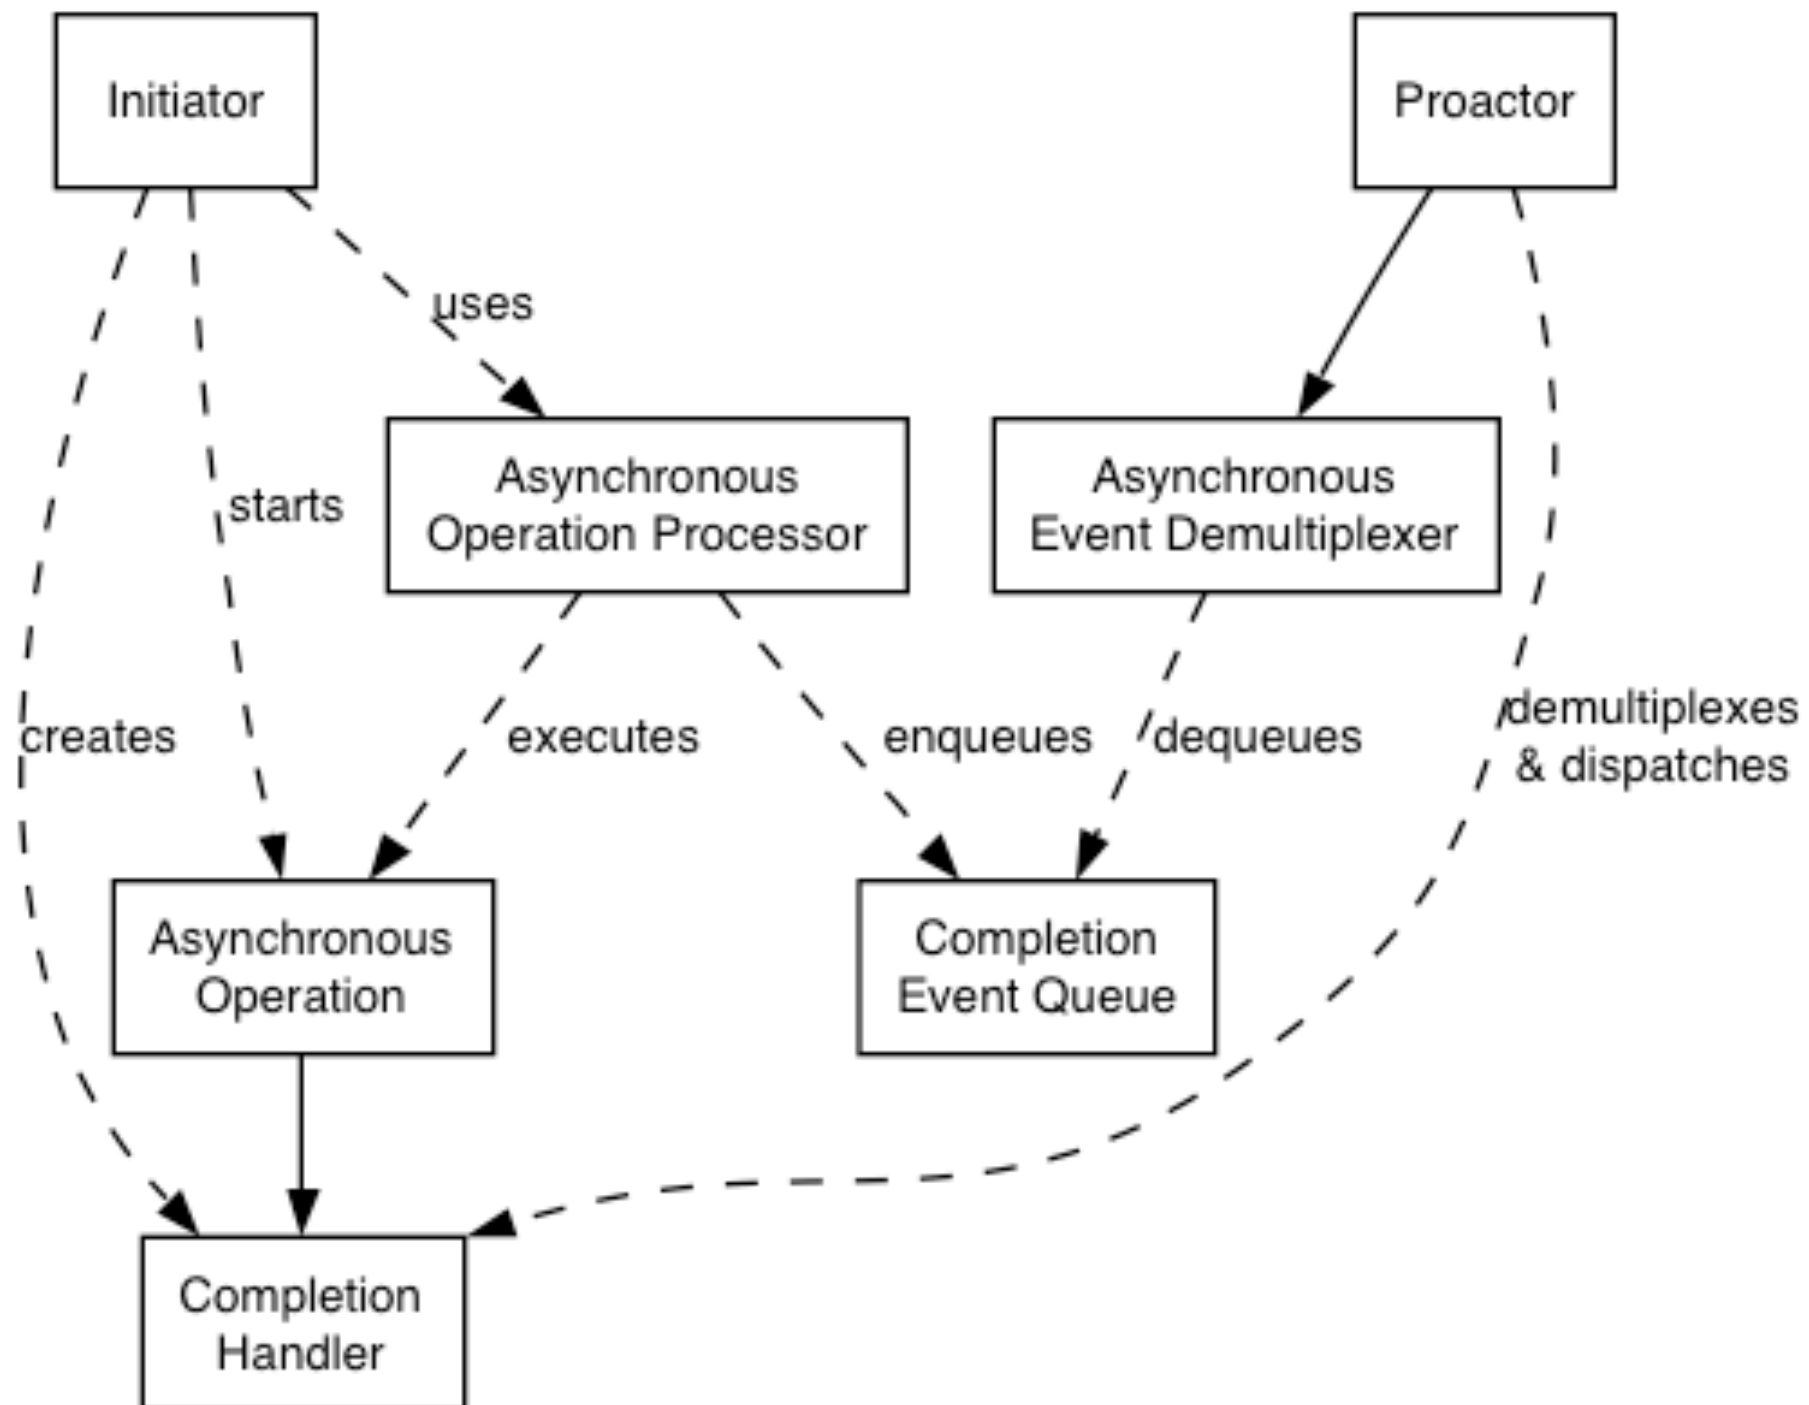 Initiator
Proactor
uses
Asynchronous
Operation Processor
Asynchronous
Event Demultiplexer
starts
creates
executes
enqueues
dequeues
demultiplexes
& dispatches
Asynchronous
Operation
Completion
Event Queue
Completion
Handler